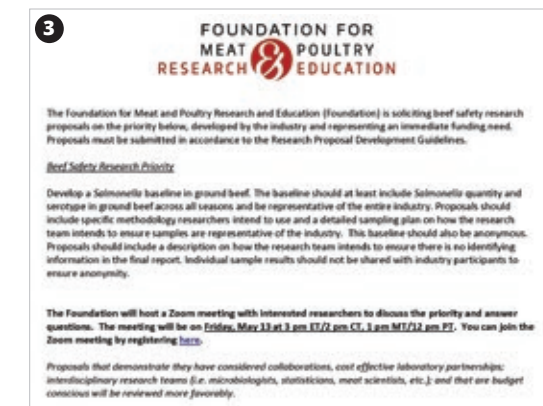 3
FOUNDATION FOR
MEAT & POULTRY
RESEARCH & EDUCATION
The Foundation for Meat and Poultry Research and Education (Foundation) is soliciting beef safety research
proposals on the priority below, developed by the industry and representing an immediate funding need.
Proposals must be submitted in accordance to the Research Proposal Development Guidelines.
Beef Safety Research Priority
Develop a Salmonella baseline in ground beef. The baseline should at least include Salmonella quantity and
serotype in ground beef across all seasons and be representative of the entire industry. Proposals should
include specific methodology researchers intend to use and a detailed sampling plan on how the research
team intends to ensure samples are representative of the industry. This baseline should also be anonymous.
Proposals should include a description on how the research team intends to ensure there is no identifying
information in the final report. Individual sample results should not be shared with industry participants to
ensure anonymity.
The Foundation will host a Zoom meeting with interested researchers to discuss the priority and answer
questions. The meeting will be on Friday, May 13 at 3 pm ET/2 pm CT, 1 pm MT/12 pm PT. You can join the
Zoom meeting by registering here.
Proposals that demonstrate they have considered collaborations, cost effective laboratory partnerships;
interdisciplinary research teams (i.e. microbiologists, statisticians, meat scientists, etc.); and that are budget
conscious will be reviewed more favorably.